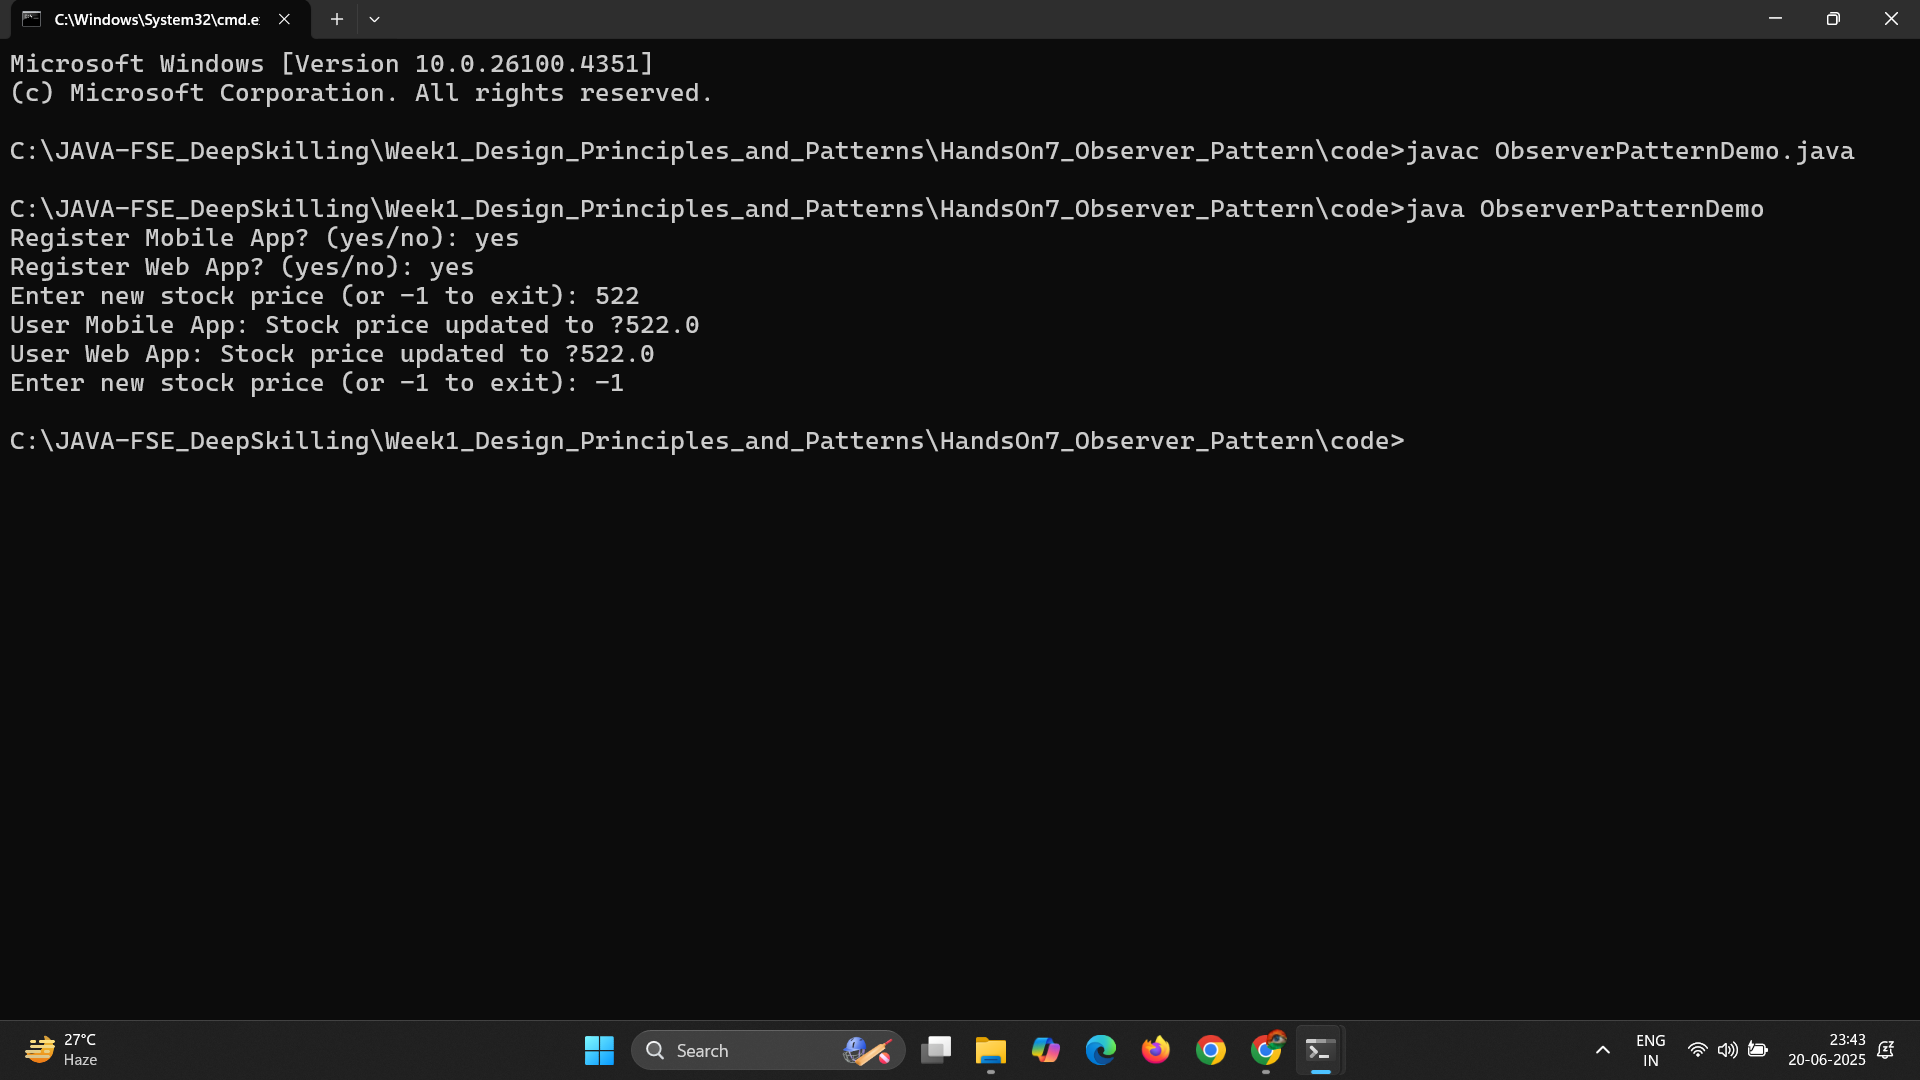 C:\Windows\System32\cmd.e
Microsoft Windows [Version 10.0.26100.4351]
(c) Microsoft Corporation. All rights reserved.
C:\JAVA-FSE_DeepSkilling\Week1_Design_Principles_and_Patterns\HandsOn7_Observer_Pattern\code>javac ObserverPatternDemo.java
C:\JAVA-FSE_DeepSkilling\Week1_Design_Principles_and_Patterns\HandsOn7_Observer_Pattern\code>java ObserverPatternDemo
Register Mobile App? (yes/no): yes
Register Web App? (yes/no): yes
Enter new stock price (or -1 to exit): 522
User Mobile App: Stock price updated to ?522.0
User Web App: Stock price updated to ?522.0
Enter new stock price (or -1 to exit): -1
C:\JAVA-FSE_DeepSkilling\Week1_Design_Principles_and_Patterns\HandsOn7_Observer_Pattern\code>
27°C
Haze
Search
ENG
IN
23:43
20-06-2025